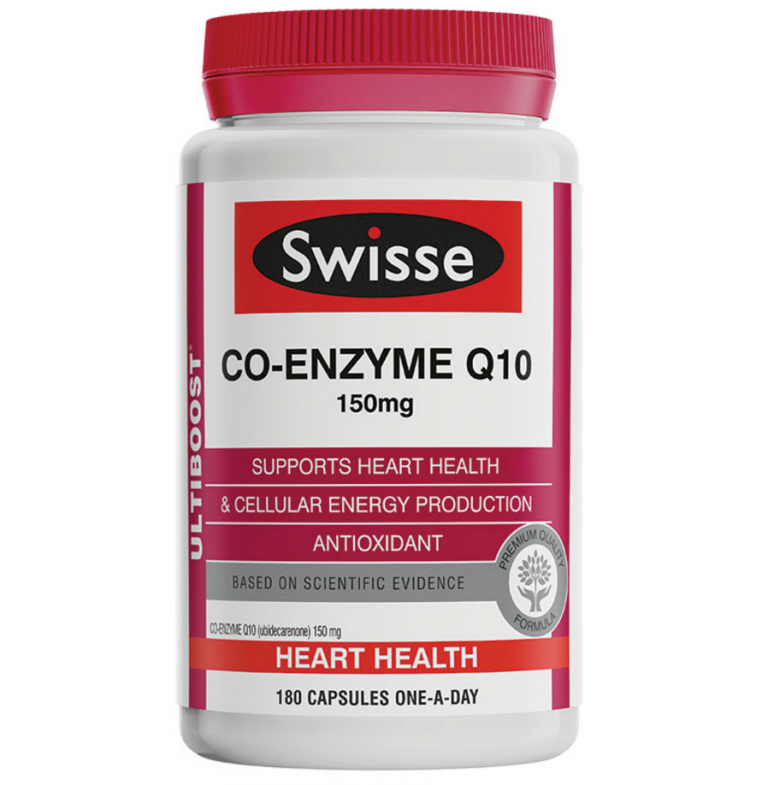 Swisse
ULTIBOOST®
CO-ENZYME Q10
150mg
SUPPORTS HEART HEALTH
& CELLULAR ENERGY PRODUCTION
ANTIOXIDANT
BASED ON SCIENTIFIC EVIDENCE
PREMIUM QUALITY
FORMULA
CO-ENZYME Q10 (ubidecarenone) 150 mg
HEART HEALTH
180 CAPSULES ONE-A-DAY